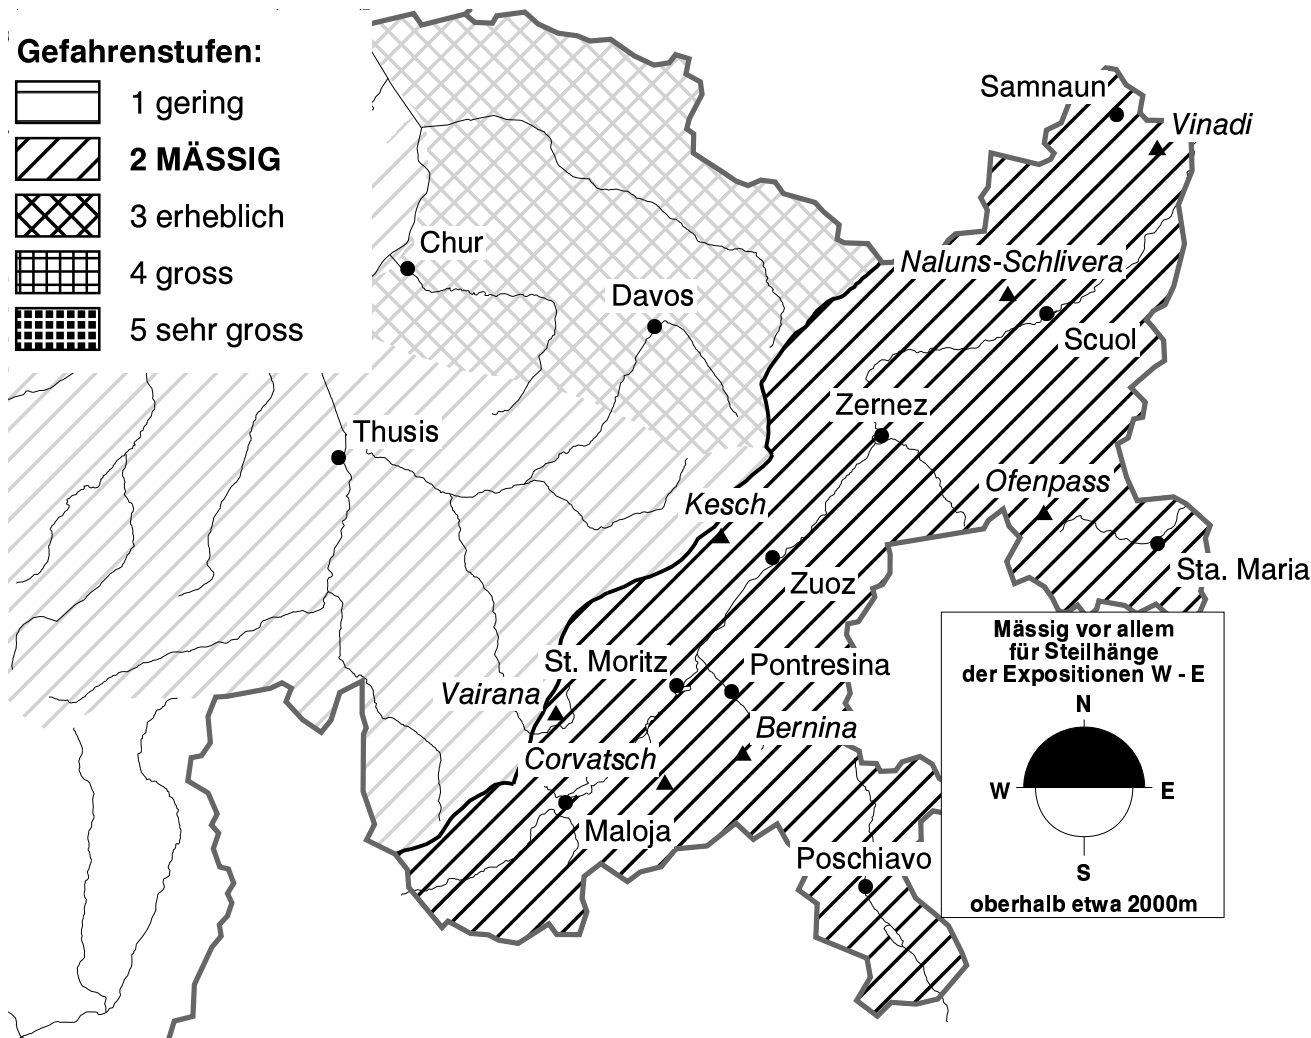 Gefahrenstufen:
1 gering
2 MÄSSIG
3 erheblich
4 gross
5 sehr gross
Samnaun
Vinadi
Chur
Naluns-Schlivera
Davos
Scuol
Zernez
Thusis
Ofenpass
Kesch
Sta. Maria
Zuoz
St. Moritz
Pontresina
Vairana
Bernina
Corvatsch
Maloja
Poschiavo
Mässig vor allem
für Steilhänge
der Expositionen W - E
N
W
E
S
oberhalb etwa 2000m